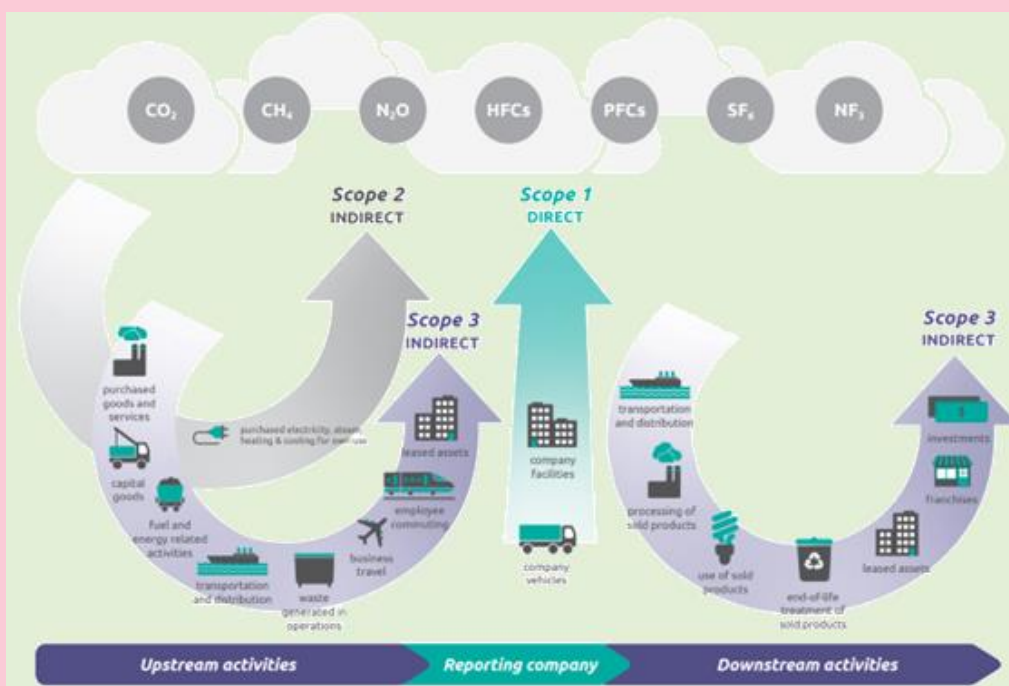 CO₂ CH₄ N₂O HFCs PFCs SF₆ NF₃
Scope 2
INDIRECT
Scope 1
DIRECT
Scope 3
INDIRECT
Scope 3
INDIRECT
purchased
goods and
services
capital
goods
fuel and
energy related
activities
purchased electricity, steam,
heating & cooling for own use
transportation
and distribution
waste
generated in
operations
business
travel
employee
commuting
leased assets
company
facilities
company
vehicles
transportation
and distribution
processing of
sold products
use of sold
products
end-of-life
treatment of
sold products
leased assets
franchises
investments
Upstream activities
Reporting company
Downstream activities